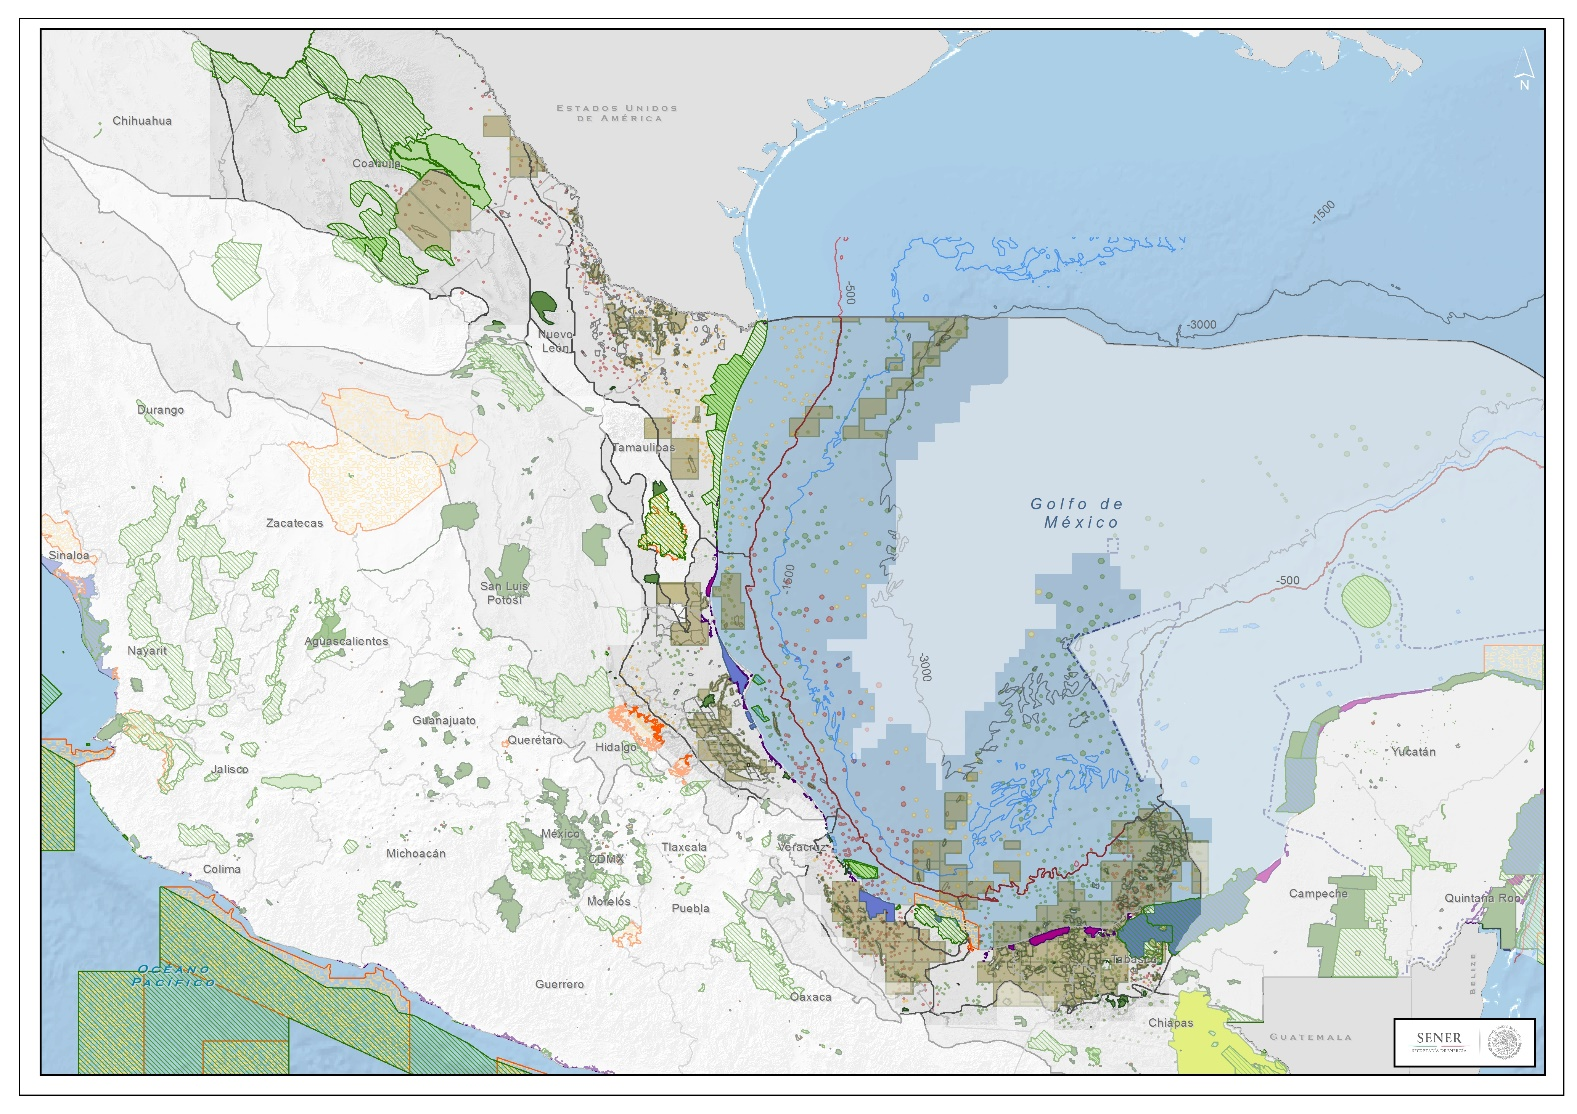 ESTADOS UNIDOS
DE AMÉRICA
N
Chihuahua
Coahuila
-1500
-500
-3000
Nuevo
León
Durango
Tamaulipas
Golfo de
México
Zacatecas
Sinaloa
San Luis
Potosí
-1500
-500
Aguascalientes
Nayarit
-3000
Guanajuato
Querétaro
Hidalgo
Jalisco
Yucatán
México
CDMX
Tlaxcala
Veracruz
Michoacán
Colima
Morelos
Puebla
Campeche
Quintana Roo
OCÉANO
PACÍFICO
Tabasco
Guerrero
Oaxaca
BELIZE
Chiapas
GUATEMALA
SENER